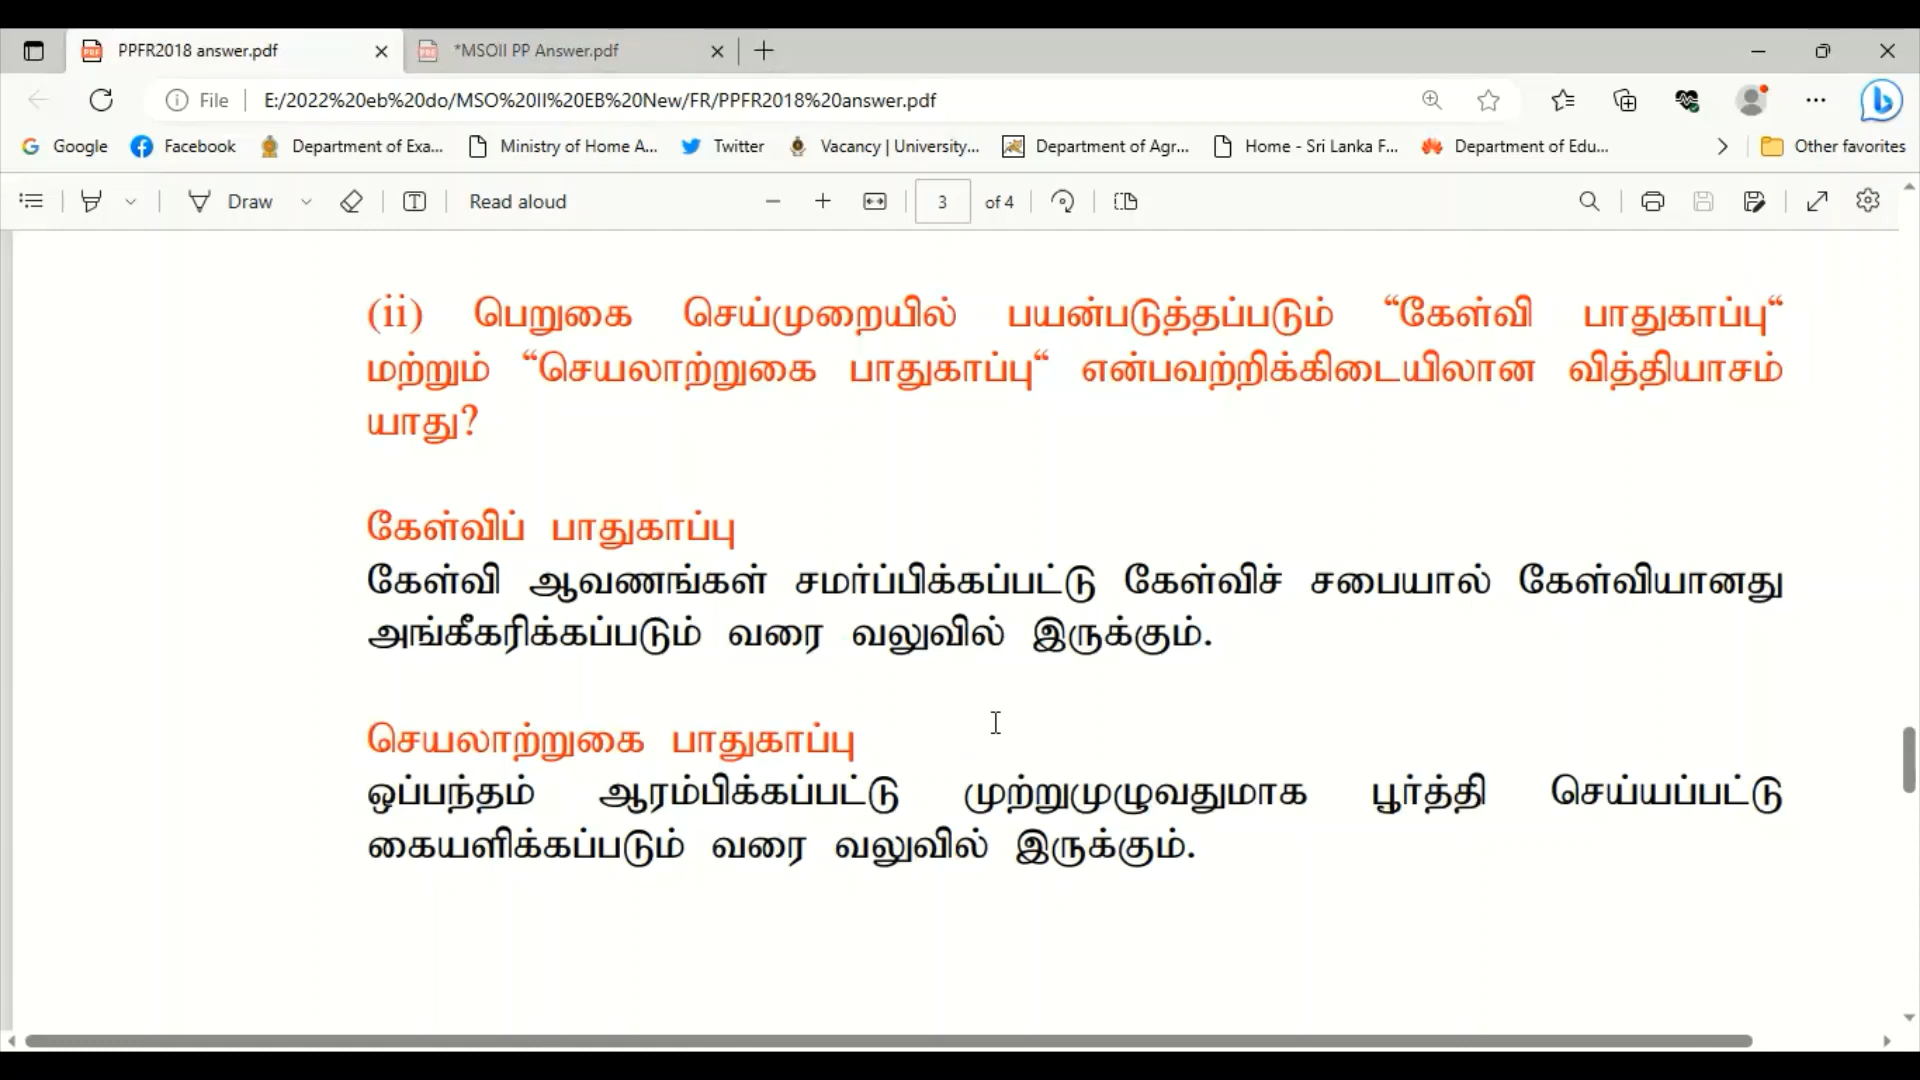 PPFR2018 answer.pdf
*MSOII PP Answer.pdf
File
E:/2022%20eb%20do/MSO%20II%20EB%20New/FR/PPFR2018%20answer.pdf
Google Facebook Department of Exa... Ministry of Home A... Twitter Vacancy | University... Department of Agr... Home - Sri Lanka F... Department of Edu... Other favorites
Draw Read aloud 3 of 4
(ii) பெறுகை செய்முறையில் பயன்படுத்தப்படும் “கேள்வி பாதுகாப்பு“
மற்றும் “செயலாற்றுகை பாதுகாப்பு“ என்பவற்றிக்கிடையிலான வித்தியாசம்
யாது?
கேள்விப் பாதுகாப்பு
கேள்வி ஆவணங்கள் சமர்ப்பிக்கப்பட்டு கேள்விச் சபையால் கேள்வியானது
அங்கீகரிக்கப்படும் வரை வலுவில் இருக்கும்.
செயலாற்றுகை பாதுகாப்பு
ஒப்பந்தம் ஆரம்பிக்கப்பட்டு முற்றுமுழுவதுமாக பூர்த்தி செய்யப்பட்டு
கையளிக்கப்படும் வரை வலுவில் இருக்கும்.